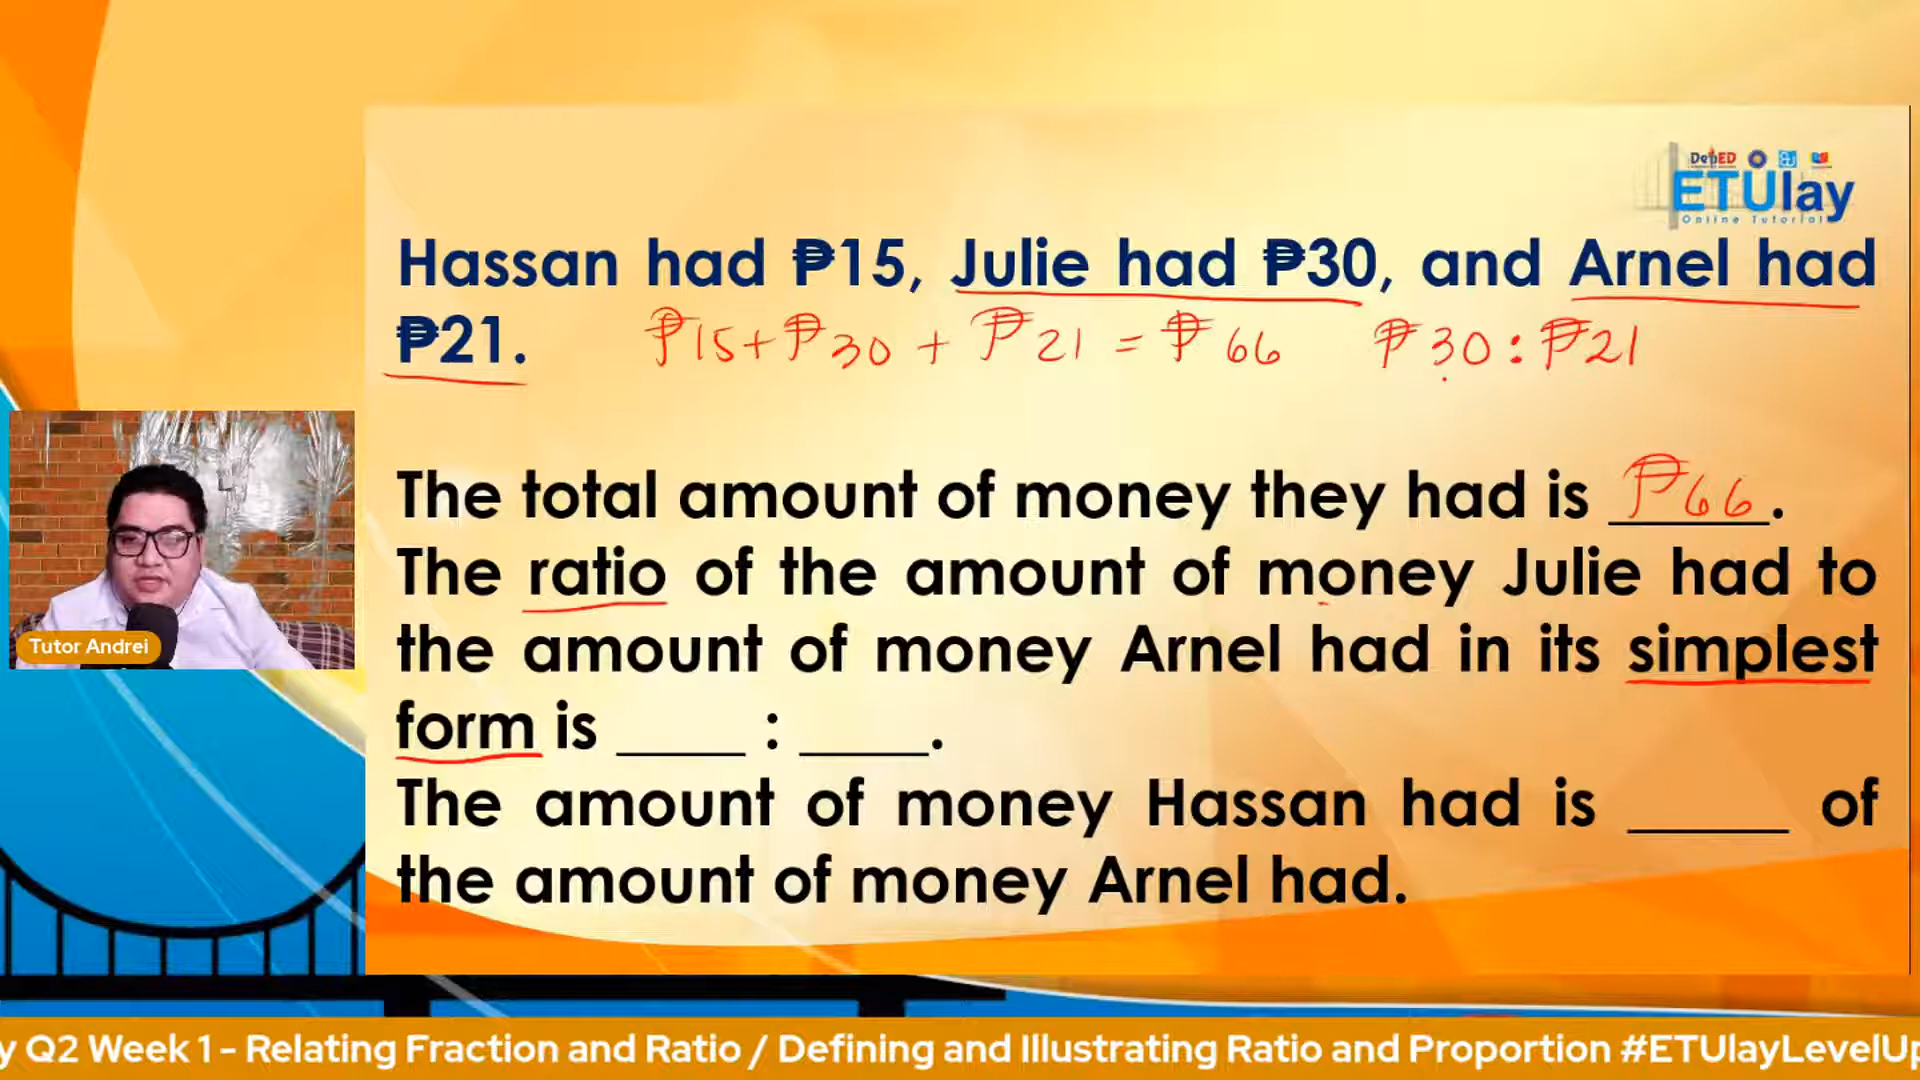 DepED
ETUlay
Online Tutorial
Hassan had ₱15, Julie had ₱30, and Arnel had
₱21. ₱15+₱30 + ₱21 = ₱66 ₱30:₱21
The total amount of money they had is ₱66.
The ratio of the amount of money Julie had to
the amount of money Arnel had in its simplest
form is ____ : ____.
The amount of money Hassan had is _____ of
the amount of money Arnel had.
Tutor Andrei
y Q2 Week 1 - Relating Fraction and Ratio / Defining and Illustrating Ratio and Proportion #ETUlayLevelUp